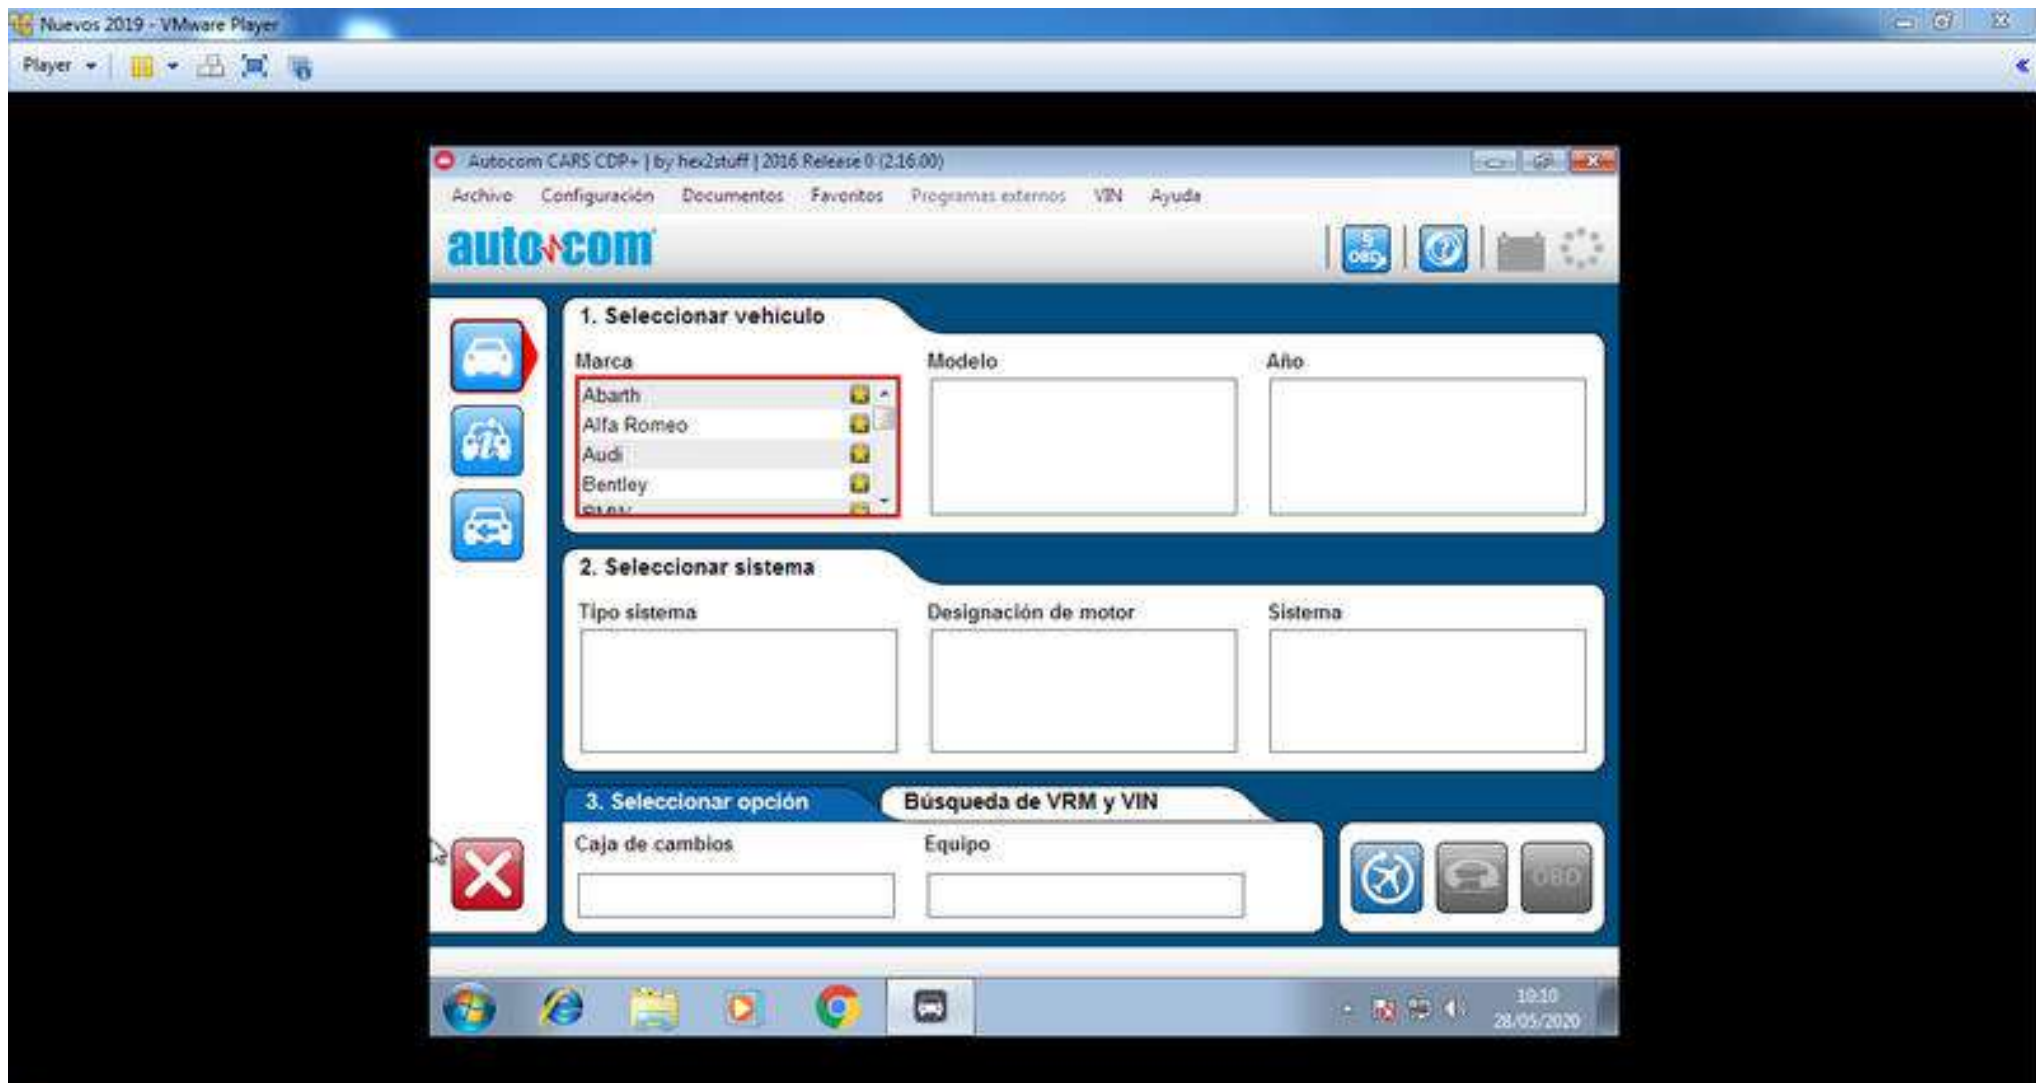 Nuevos 2019 - VMware Player
Player
Autocom CARS CDP+ | by hex2stuff | 2016 Release 0 (2.16.00)
Archivo Configuración Documentos Favoritos Programas externos VIN Ayuda
autocom
S OBD
1. Seleccionar vehículo
Marca Modelo Año
Abarth
Alfa Romeo
Audi
Bentley
BMW
2. Seleccionar sistema
Tipo sistema Designación de motor Sistema
3. Seleccionar opción Búsqueda de VRM y VIN
Caja de cambios Equipo
OBD
10:10
28/05/2020